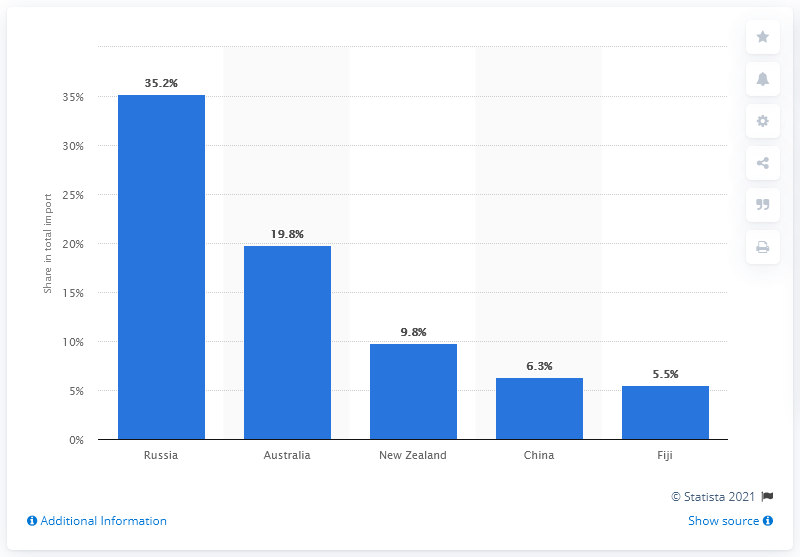 Share in total import
35%
30%
25%
20%
15%
10%
5%
0%
35.2%
19.8%
9.8%
6.3%
5.5%
Russia
Australia
New Zealand
China
Fiji
© Statista 2021
Additional Information
Show source